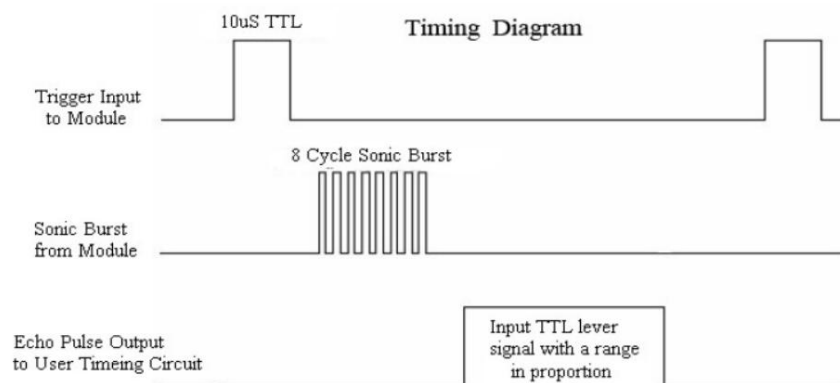 10uS TTL
Timing Diagram
Trigger Input
to Module
8 Cycle Sonic Burst
Sonic Burst
from Module
Echo Pulse Output
to User Timeing Circuit
Input TTL lever
signal with a range
in proportion